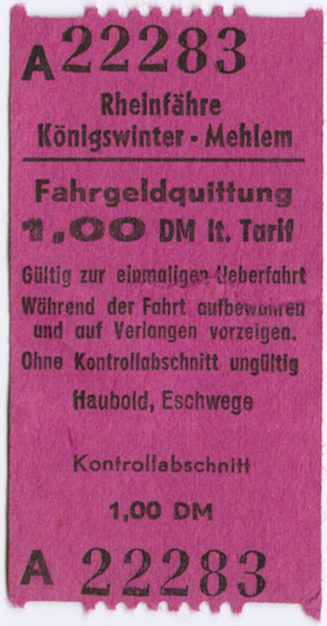 A 22283
Rheinfähre
Königswinter - Mehlem
Fahrgeldquittung
1,00 DM lt. Tarif
Gültig zur einmaligen Ueberfahrt
Während der Fahrt aufbewahren
und auf Verlangen vorzeigen.
Ohne Kontrollabschnitt ungültig
Haubold, Eschwege
Kontrollabschnitt
1,00 DM
A 22283